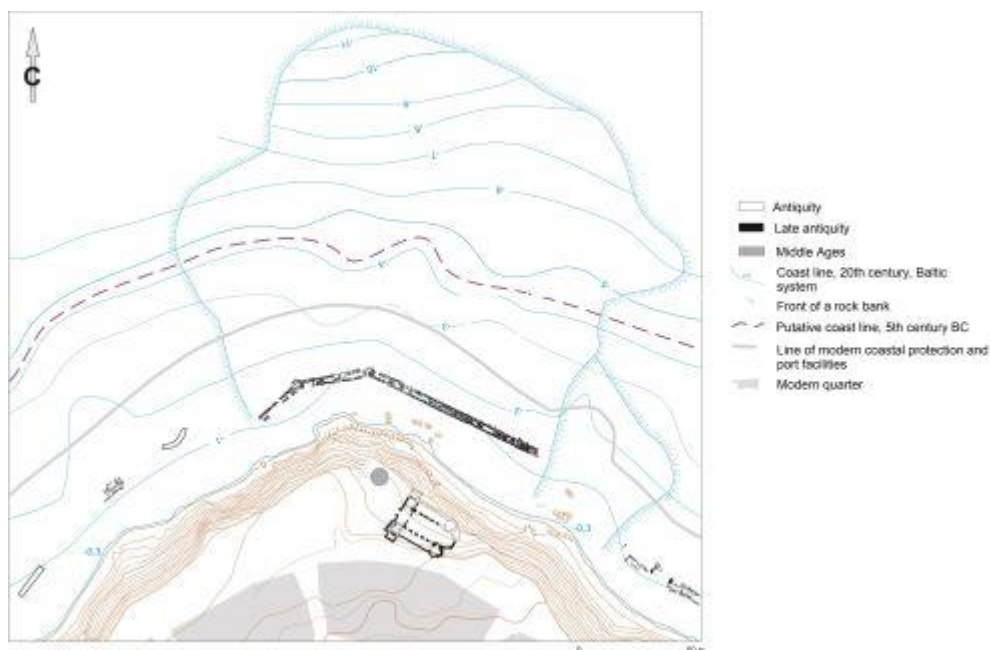 С
-0.3
-0.3
Antiquity
Late antiquity
Middle Ages
Coast line, 20th century, Baltic
system
Front of a rock bank
Putative coast line, 5th century BC
Line of modern coastal protection and
port facilities
Modern quarter